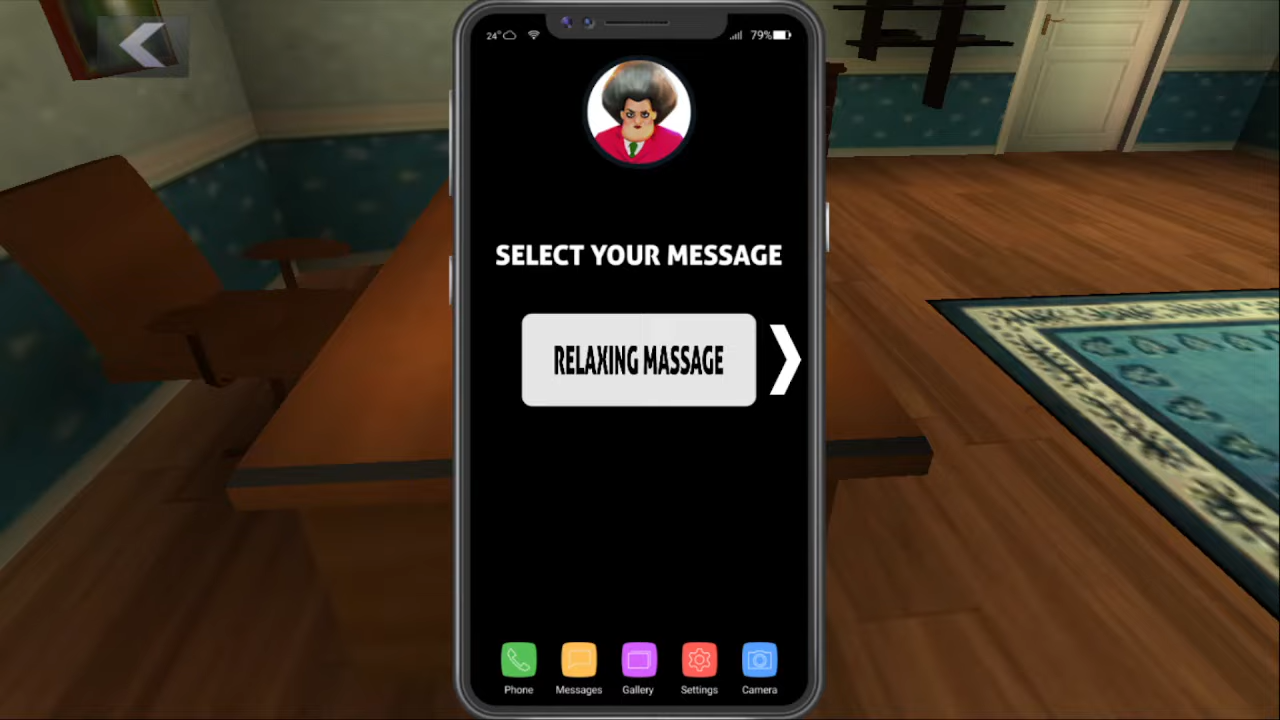 24°
79%
SELECT YOUR MESSAGE
RELAXING MASSAGE
Phone
Messages
Gallery
Settings
Camera